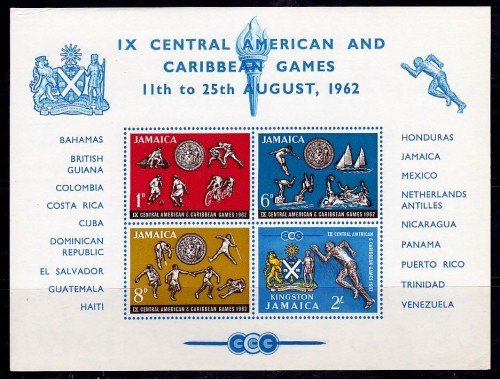 IX CENTRAL AMERICAN AND
CARIBBEAN GAMES
11th to 25th AUGUST, 1962
BAHAMAS
BRITISH
GUIANA
COLOMBIA
COSTA RICA
CUBA
DOMINICAN
REPUBLIC
EL SALVADOR
GUATEMALA
HAITI
JAMAICA
1D
IX CENTRAL AMERICAN & CARIBBEAN GAMES 1962
JAMAICA
6D
IX CENTRAL AMERICAN & CARIBBEAN GAMES 1962
JAMAICA
8D
IX CENTRAL AMERICAN & CARIBBEAN GAMES 1962
CCG
IX CENTRAL AMERICAN
& CARIBBEAN GAMES 1962
KINGSTON
JAMAICA
2/-
HONDURAS
JAMAICA
MEXICO
NETHERLANDS
ANTILLES
NICARAGUA
PANAMA
PUERTO RICO
TRINIDAD
VENEZUELA
CCG